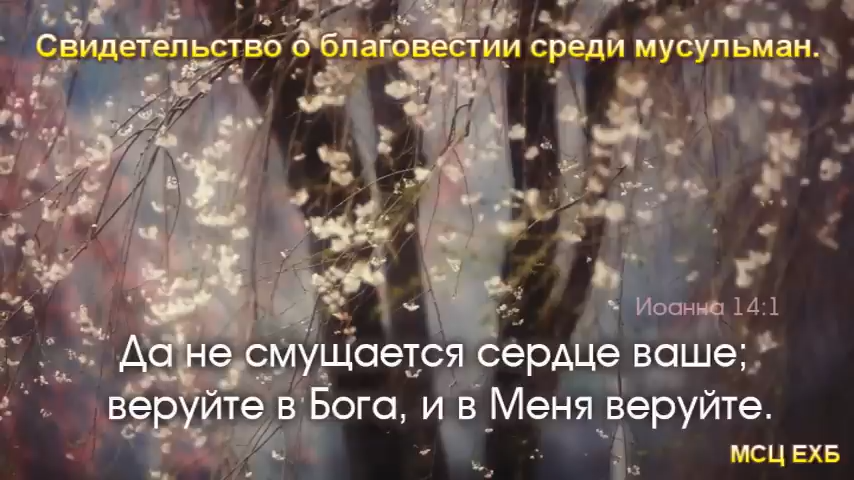 Свидетельство о благовестии среди мусульман.
Иоанна 14:1
Да не смущается сердце ваше;
веруйте в Бога, и в Меня веруйте.
МСЦ ЕХБ